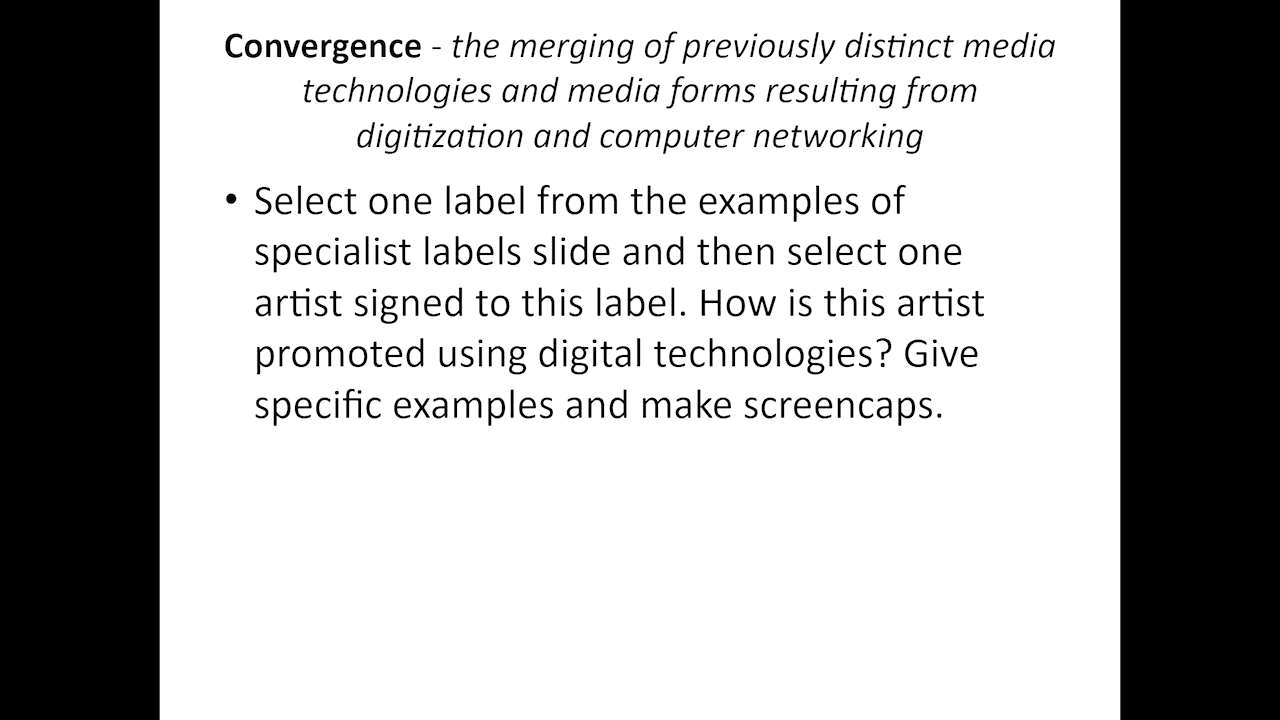 Convergence - the merging of previously distinct media
technologies and media forms resulting from
digitization and computer networking
• Select one label from the examples of
specialist labels slide and then select one
artist signed to this label. How is this artist
promoted using digital technologies? Give
specific examples and make screencaps.